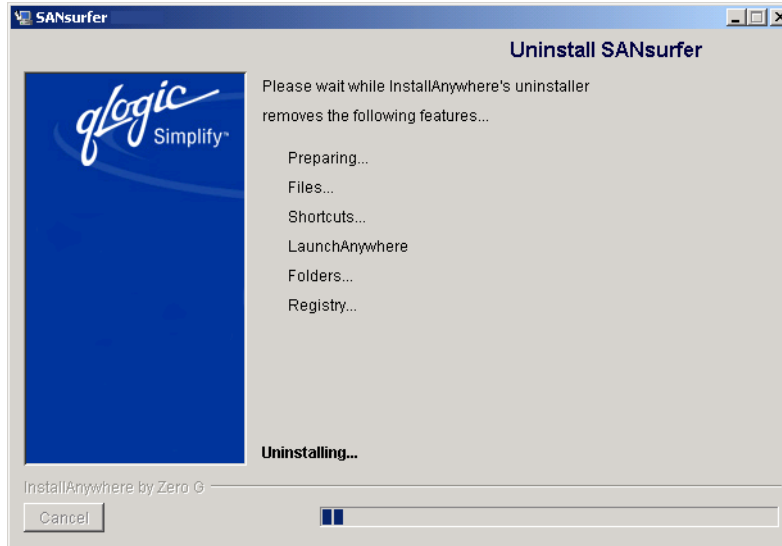 SANsurfer
Uninstall SANsurfer
qlogic
Simplify™
Please wait while InstallAnywhere's uninstaller
removes the following features...
Preparing...
Files...
Shortcuts...
LaunchAnywhere
Folders...
Registry...
Uninstalling...
InstallAnywhere by Zero G
Cancel